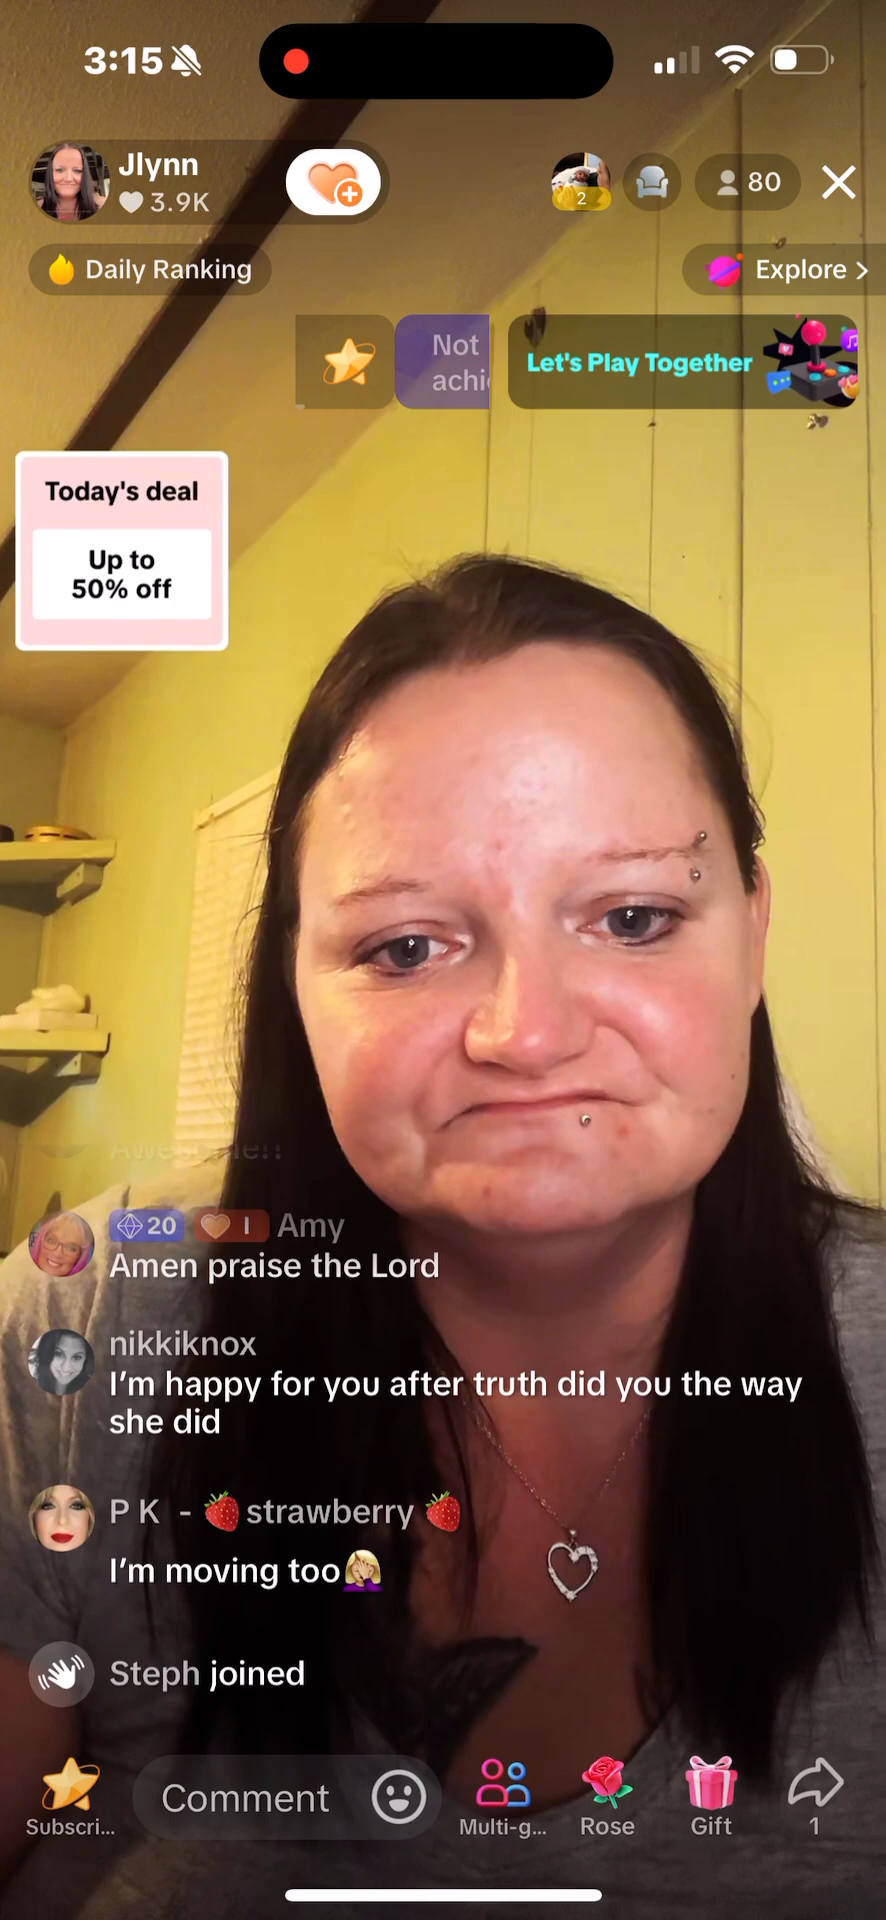 3:15
Jlynn
3.9K
2
80
Daily Ranking
Explore >
Not
achi
Let's Play Together
Today's deal
Up to
50% off
20 I Amy
Amen praise the Lord
nikkiknox
I'm happy for you after truth did you the way
she did
P K - 🍓 strawberry 🍓
I'm moving too🤦🏼‍♀️
Steph joined
Comment
Subscri...
Multi-g...
Rose
Gift
1